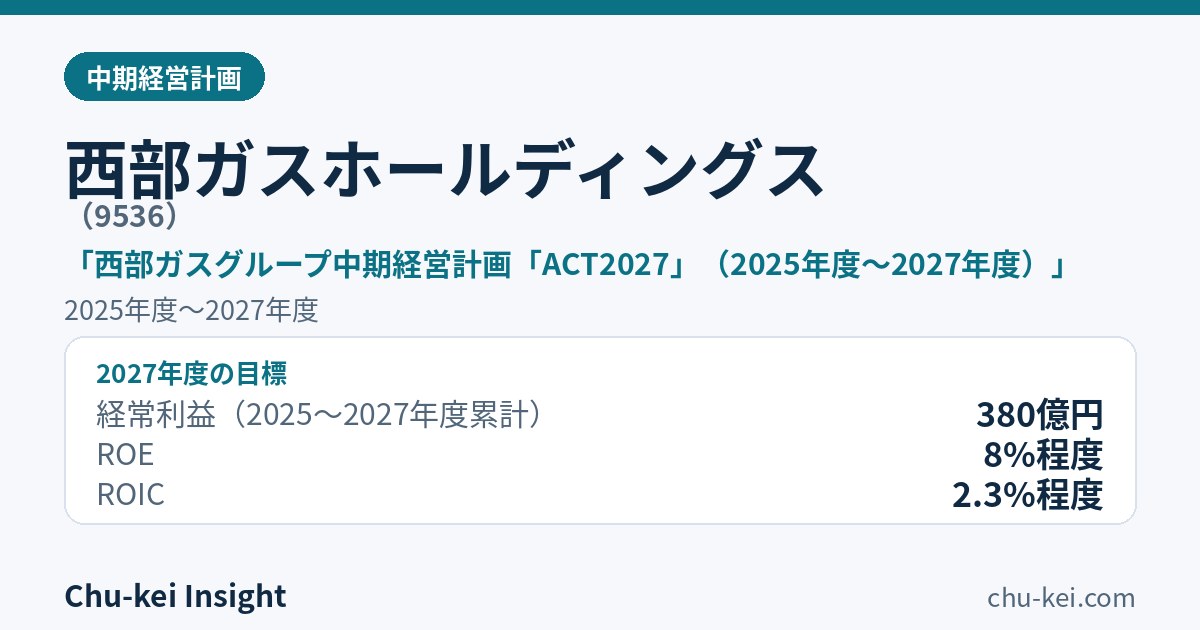 中期経営計画
西部ガスホールディングス
（9536）
「西部ガスグループ中期経営計画「ACT2027」（2025年度～2027年度）」
2025年度～2027年度
2027年度の目標
経常利益（2025～2027年度累計） 380億円
ROE 8%程度
ROIC 2.3%程度
Chu-kei Insight chu-kei.com